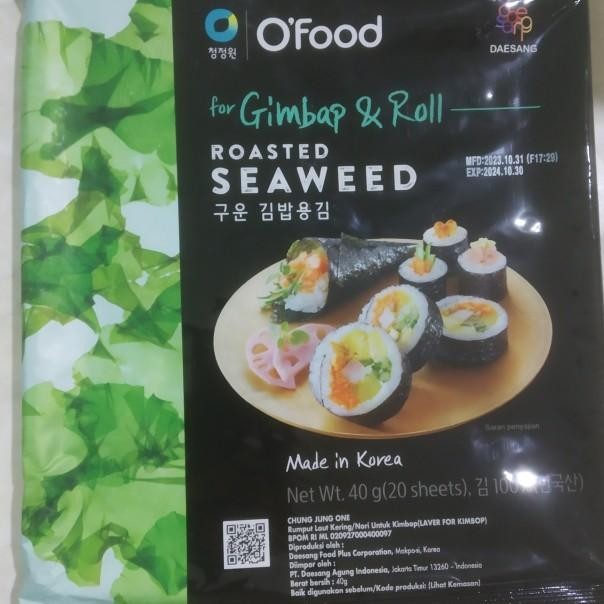 청정원
O'Food
DAESANG
for Gimbap & Roll
ROASTED
SEAWEED
구운 김밥용김
MFD:2023.10.31 (F17:29)
EXP:2024.10.30
Saran penyajian
Made in Korea
Net Wt. 40 g(20 sheets), 김 100%
CHUNG JUNG ONE
Rumput Laut Kering/Nori Untuk Kimbop(LAVER FOR KIMBOP)
BPOM RI ML 020927000400097
Diproduksi oleh :
Daesang Food Plus Corporation, Mokpo-si, Korea
Diimpor oleh :
PT. Daesang Agung Indonesia, Jakarta Timur 13260 - Indonesia
Berat bersih : 40g
Baik digunakan sebelum/Kode produksi: (Lihat Kemasan)